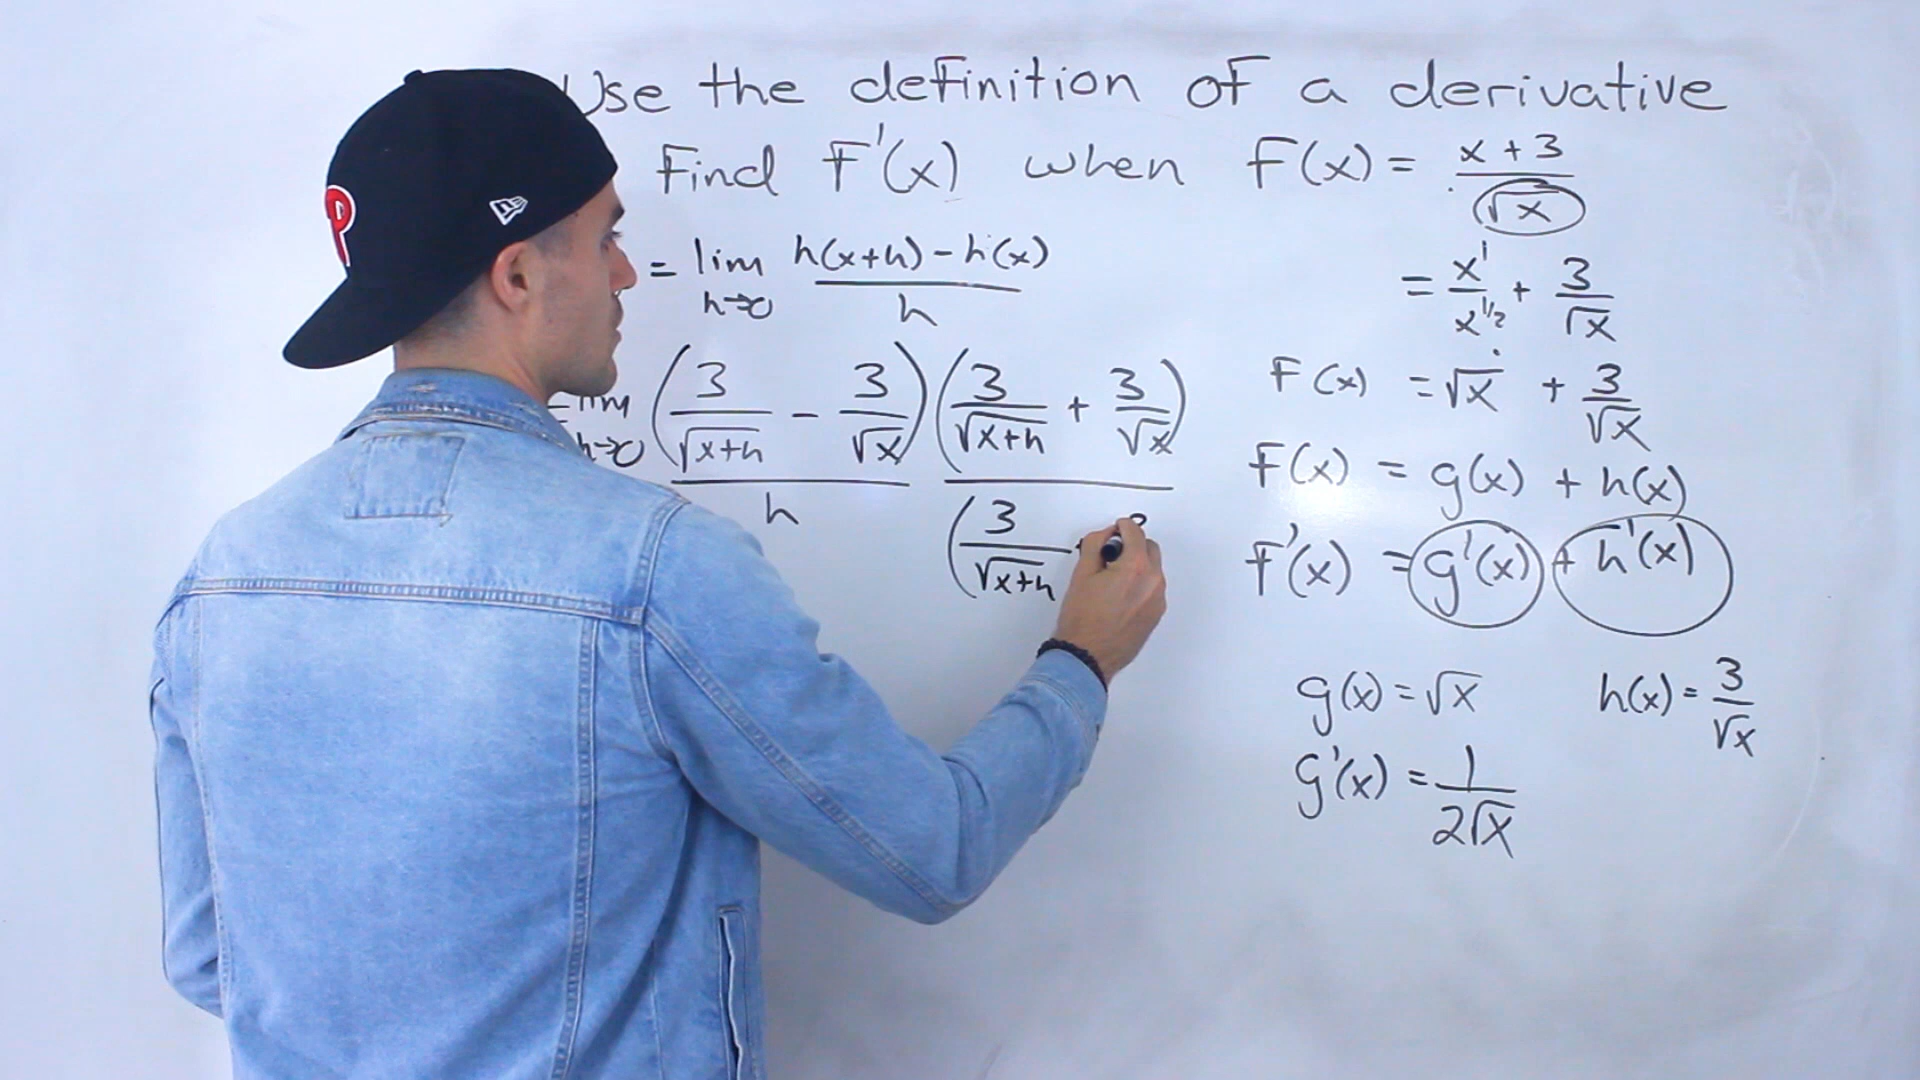 Use the definition of a derivative
Find F'(x) when F(x) = (x + 3)/√x
= lim h→0 (h(x+h) - h(x))/h
= x¹/x^(1/2) + 3/√x
= lim h→0 (3/√(x+h) - 3/√x)/h (3/√(x+h) + 3/√x)/(3/√(x+h)
F(x) = √x + 3/√x
F(x) = g(x) + h(x)
F'(x) = g'(x) + h'(x)
g(x) = √x
h(x) = 3/√x
g'(x) = 1/(2√x)
P